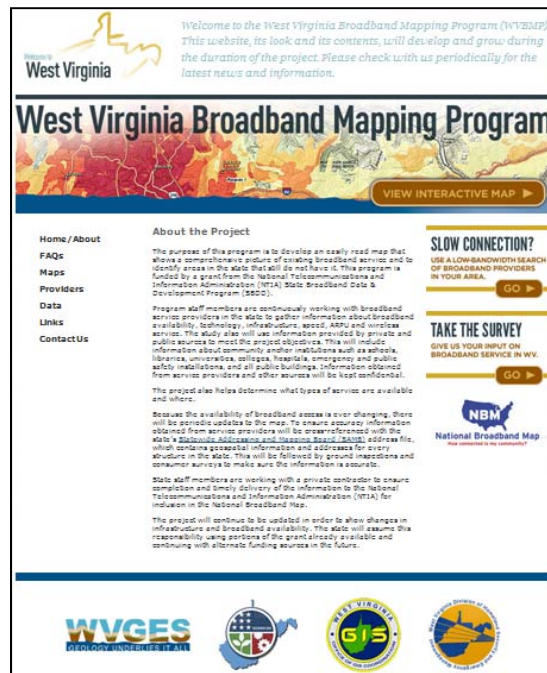 Welcome to the West Virginia Broadband Mapping Program (WVBMP)
This website, its look and its contents, will develop and grow during
the duration of the project. Please check with us periodically for the
latest news and information.
Welcome to
West Virginia
West Virginia Broadband Mapping Program
VIEW INTERACTIVE MAP
Home/About
FAQs
Maps
Providers
Data
Links
Contact Us
About the Project
The purpose of this program is to develop an easily read map that
shows a comprehensive picture of existing broadband service and to
identify areas in the state that still do not have it. This program is
funded by a grant from the National Telecommunications and
Information Administration (NTIA) State Broadband Data &
Development Program (SBDD).
Program staff members are continuously working with broadband
service providers in the state to gather information about broadband
availability, technology, infrastructure, speed, ARPU and wireless
service. The study also will use information provided by private and
public sources to meet the project objectives. This will include
information about community anchor institutions such as schools,
libraries, universities, colleges, hospitals, emergency and public
safety installations, and all public buildings. Information obtained
from service providers and other sources will be kept confidential.
The project also helps determine what types of service are available
and where.
Because the availability of broadband access is ever changing, there
will be periodic updates to the map. To ensure accuracy information
obtained from service providers will be cross-referenced with the
state's Statewide Addressing and Mapping Board (SAMB) address file,
which contains geospatial information and addresses for every
structure in the state. This will be followed by ground inspections and
consumer surveys to make sure the information is accurate.
State staff members are working with a private contractor to ensure
completion and timely delivery of the information to the National
Telecommunications and Information Administration (NTIA) for
inclusion in the National Broadband Map.
The project will continue to be updated in order to show changes in
infrastructure and broadband availability. The state will assume this
responsibility using portions of the grant already available and
continuing with alternate funding sources in the future.
SLOW CONNECTION?
USE A LOW-BANDWIDTH SEARCH
OF BROADBAND PROVIDERS
IN YOUR AREA.
GO
TAKE THE SURVEY
GIVE US YOUR INPUT ON
BROADBAND SERVICE IN WV.
GO
NBM
National Broadband Map
How connected is my community?
WVGES
GEOLOGY UNDERLIES IT ALL
WEST VIRGINIA
GIS
OFFICE OF GIS COORDINATION
West Virginia Division of Homeland Security and Emergency Management